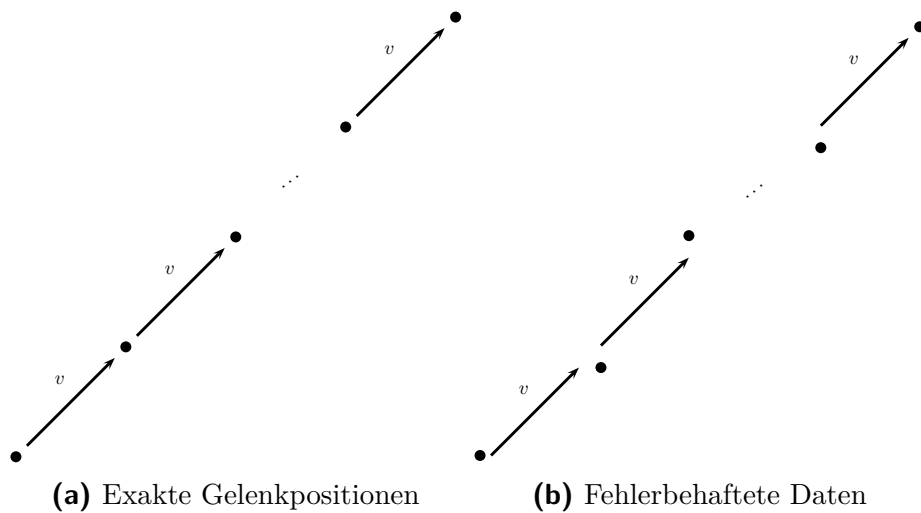 v
v
v
...
v
v
v
...
v
(a) Exakte Gelenkpositionen
(b) Fehlerbehaftete Daten